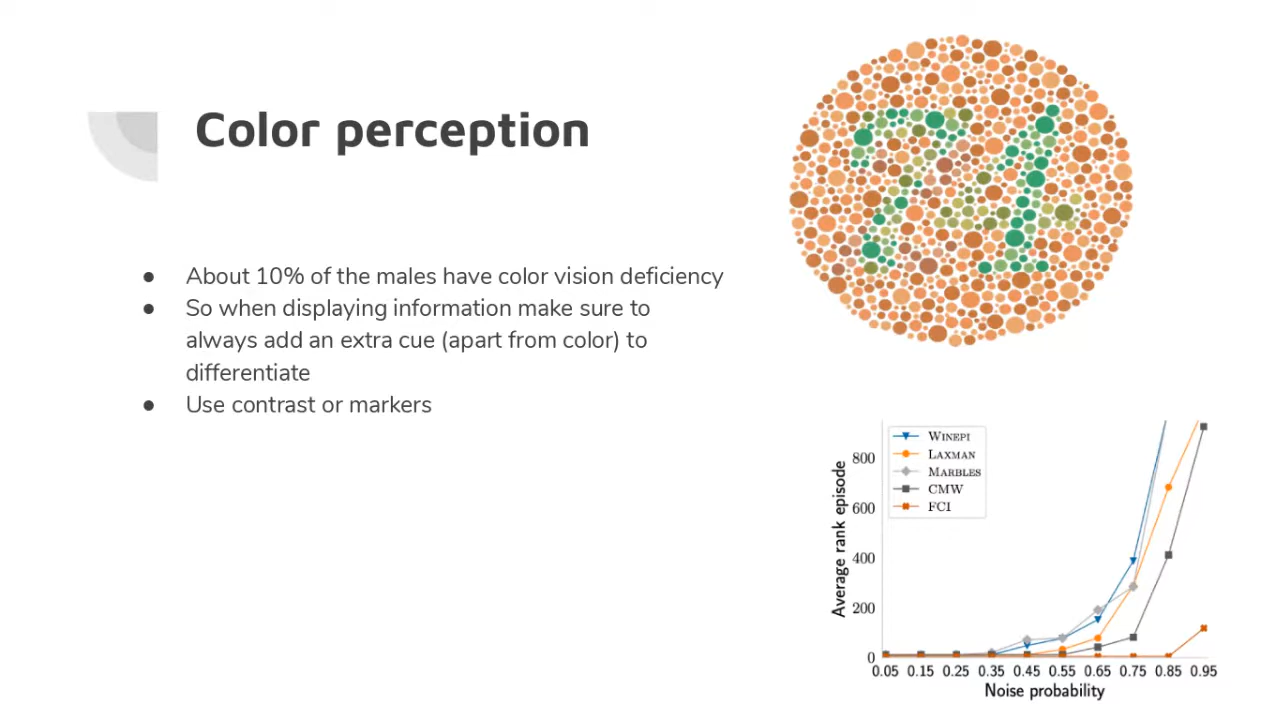 Color perception
● About 10% of the males have color vision deficiency
● So when displaying information make sure to
always add an extra cue (apart from color) to
differentiate
● Use contrast or markers
74
WINEPI
LAXMAN
MARBLES
CMW
FCI
Average rank episode
800
600
400
200
0
0.05 0.15 0.25 0.35 0.45 0.55 0.65 0.75 0.85 0.95
Noise probability